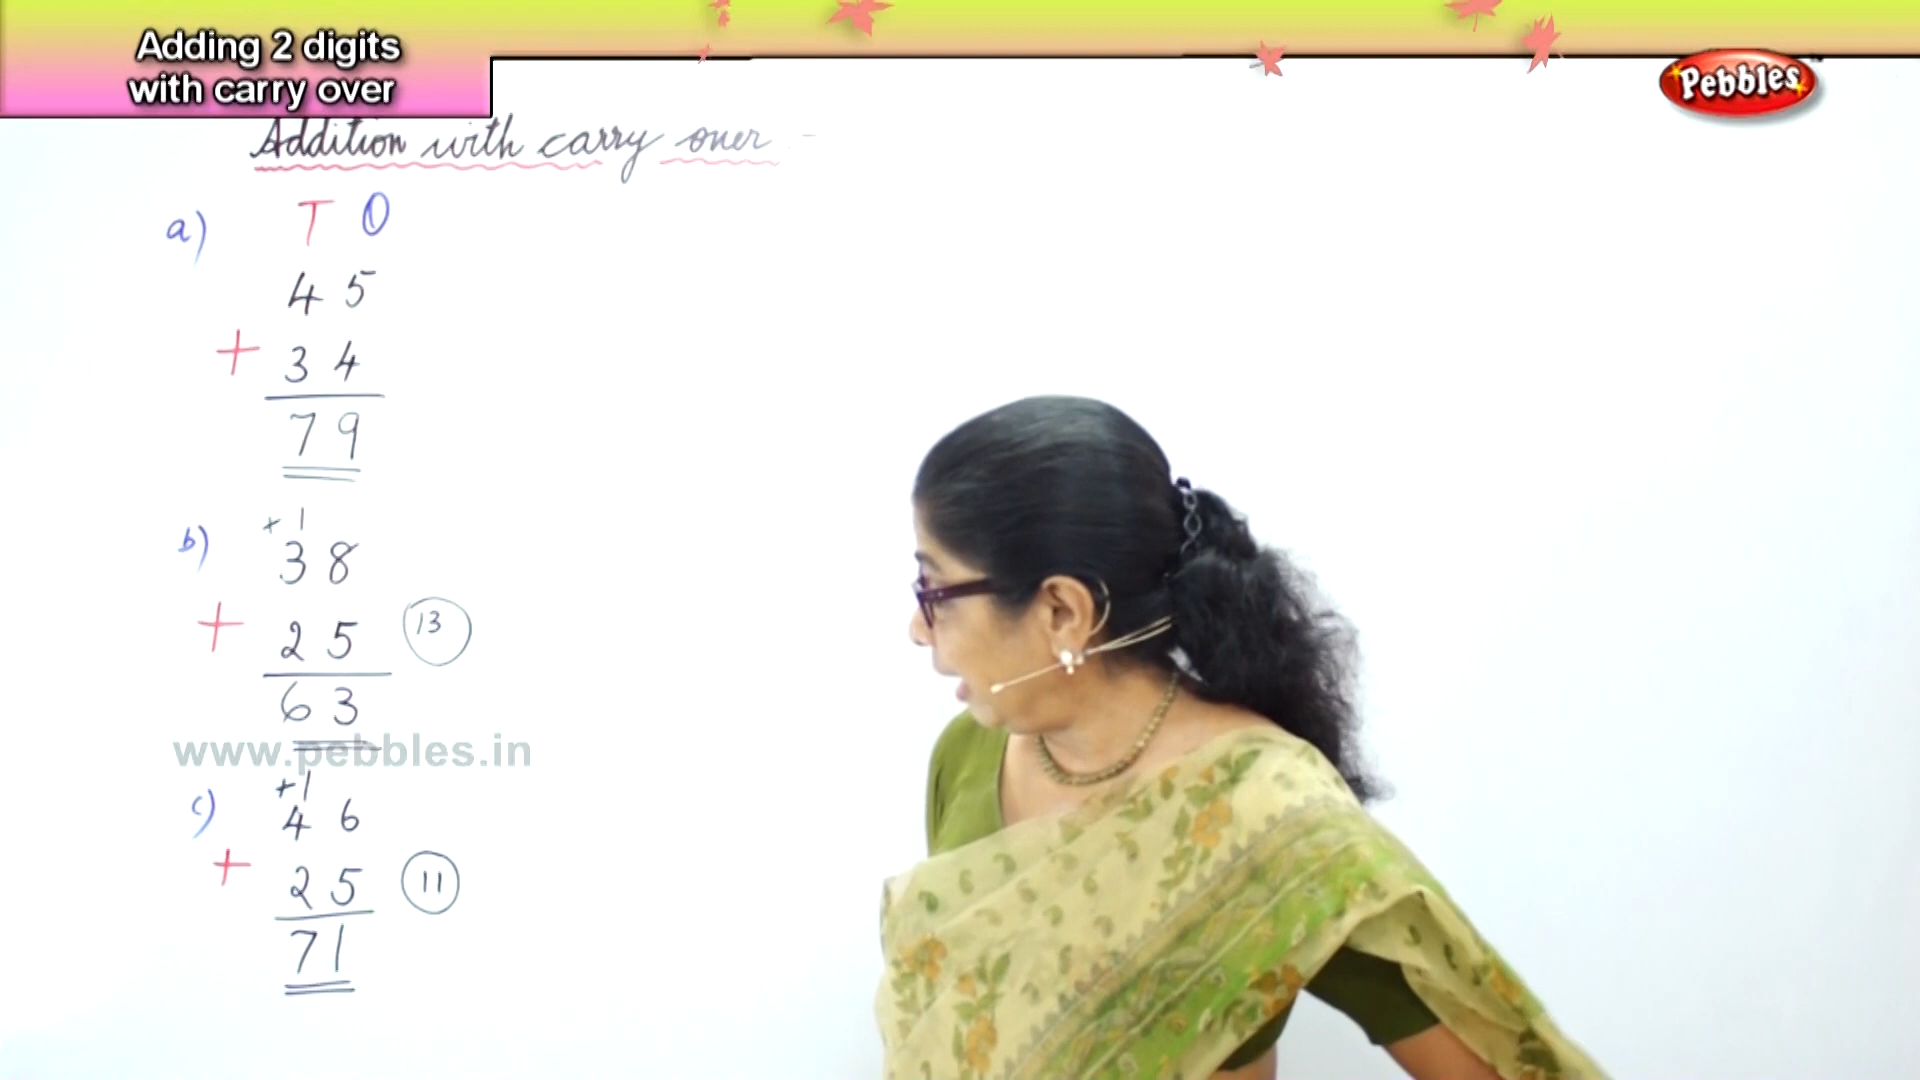 Adding 2 digits
with carry over
Pebbles
Addition with carry over
a) T O
4 5
+ 3 4
7 9
b) + 1
3 8
+ 2 5 13
6 3
www.pebbles.in
c) +1
4 6
+ 2 5 11
7 1